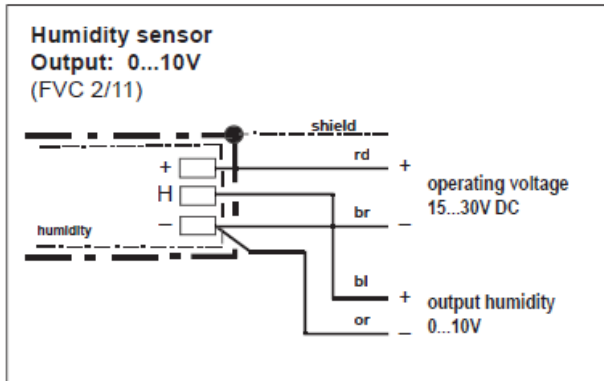 Humidity sensor
Output: 0...10V
(FVC 2/11)
shield
+ rd +
H
operating voltage
15...30V DC
– br –
humidity
bl + output humidity
0...10V
or –